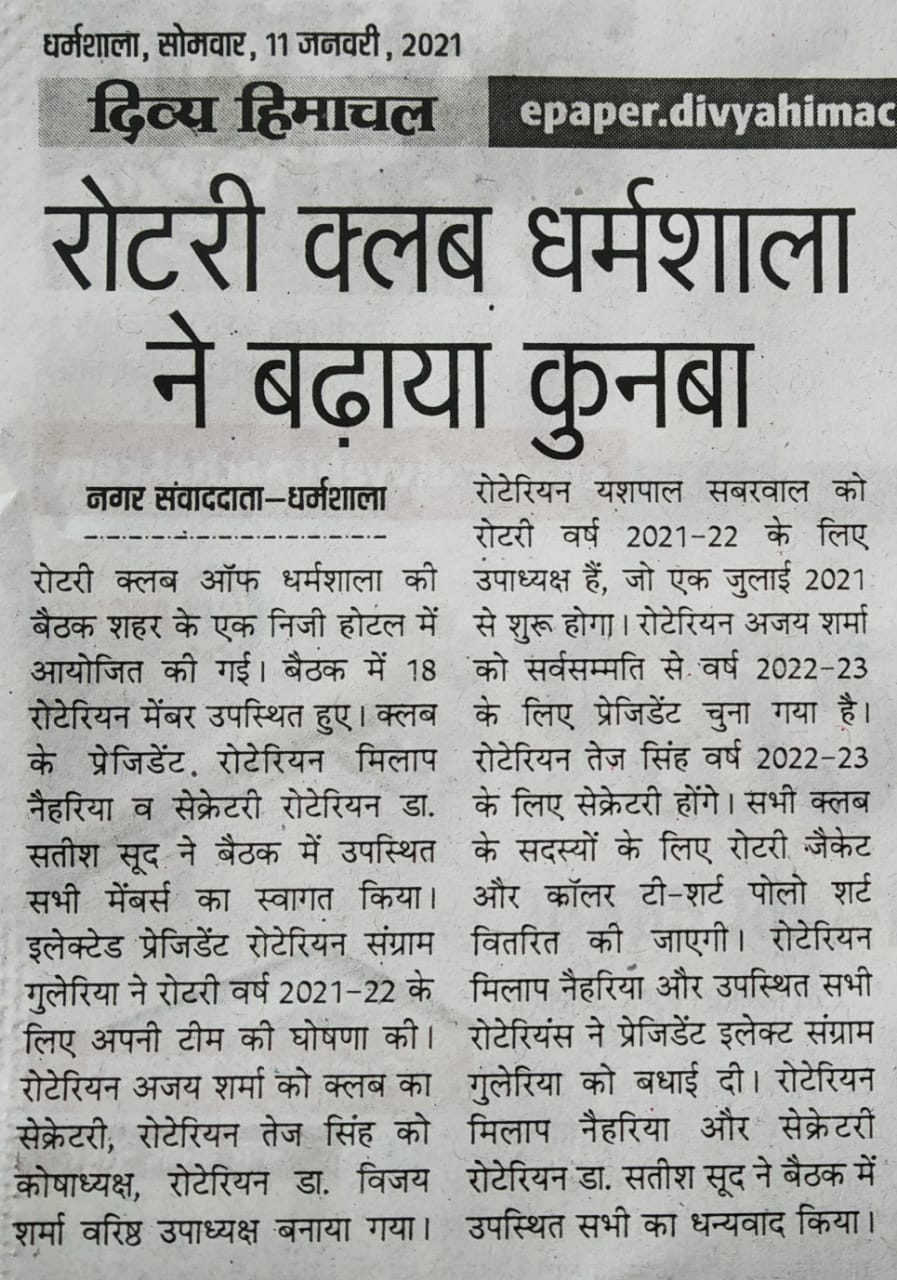 धर्मशाला, सोमवार, 11 जनवरी, 2021
दिव्य हिमाचल
epaper.divyahimac
रोटरी क्लब धर्मशाला
ने बढ़ाया कुनबा
नगर संवाददाता-धर्मशाला
रोटरी क्लब ऑफ धर्मशाला की
बैठक शहर के एक निजी होटल में
आयोजित की गई। बैठक में 18
रोटेरियन मेंबर उपस्थित हुए। क्लब
के प्रेजिडेंट. रोटेरियन मिलाप
नैहरिया व सेक्रेटरी रोटेरियन डा.
सतीश सूद ने बैठक में उपस्थित
सभी मेंबर्स का स्वागत किया।
इलेक्टेड प्रेजिडेंट रोटेरियन संग्राम
गुलेरिया ने रोटरी वर्ष 2021-22 के
लिए अपनी टीम की घोषणा की।
रोटेरियन अजय शर्मा को क्लब का
सेक्रेटरी, रोटेरियन तेज सिंह को
कोषाध्यक्ष, रोटेरियन डा. विजय
शर्मा वरिष्ठ उपाध्यक्ष बनाया गया।
रोटेरियन यशपाल सबरवाल को
रोटरी वर्ष 2021-22 के लिए
उपाध्यक्ष हैं, जो एक जुलाई 2021
से शुरू होगा। रोटेरियन अजय शर्मा
को सर्वसम्मति से वर्ष 2022-23
के लिए प्रेजिडेंट चुना गया है।
रोटेरियन तेज सिंह वर्ष 2022-23
के लिए सेक्रेटरी होंगे। सभी क्लब
के सदस्यों के लिए रोटरी जैकेट
और कॉलर टी-शर्ट पोलो शर्ट
वितरित की जाएगी। रोटेरियन
मिलाप नैहरिया और उपस्थित सभी
रोटेरियंस ने प्रेजिडेंट इलेक्ट संग्राम
गुलेरिया को बधाई दी। रोटेरियन
मिलाप नैहरिया और सेक्रेटरी
रोटेरियन डा. सतीश सूद ने बैठक में
उपस्थित सभी का धन्यवाद किया।